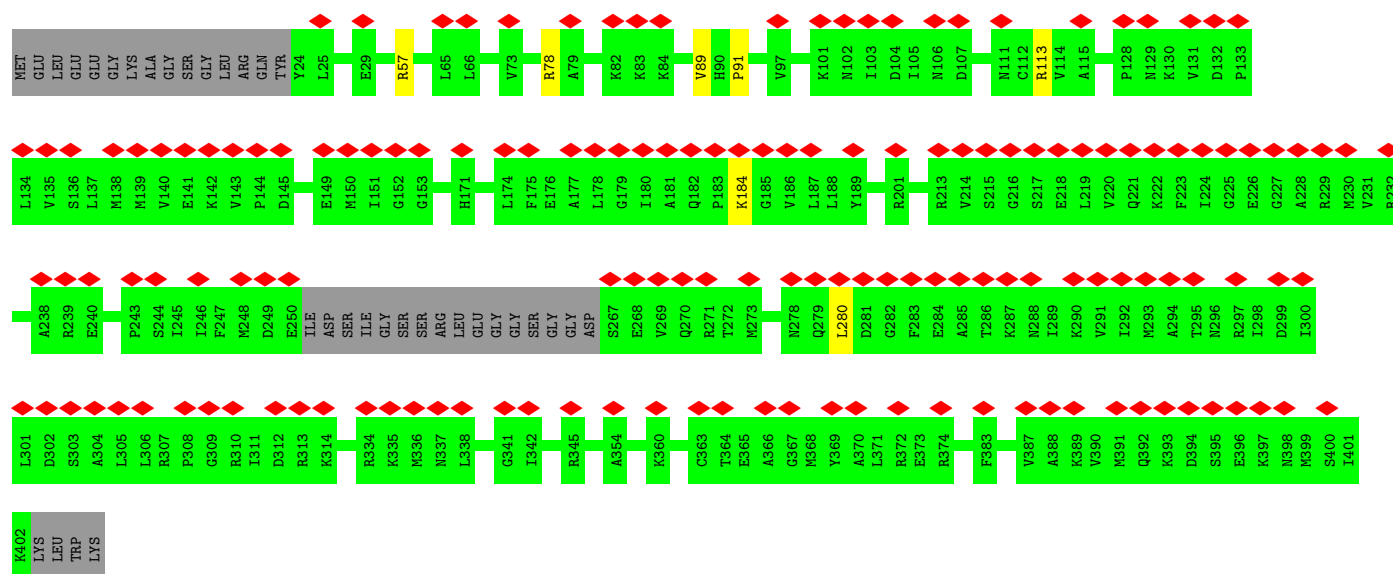 MET GLU LEU GLU GLU GLY LYS ALA GLY SER GLY LEU ARG GLN TYR Y24 L25 E29 R57 L65 L66 V73 R78 A79 K82 K83 K84 V89 H90 P91 V97 K101 N102 I103 D104 I105 N106 D107 N111 C112 R113 V114 A115 P128 N129 K130 V131 D132 P133
L134 V135 S136 L137 M138 M139 V140 E141 K142 V143 P144 D145 E149 M150 I151 G152 G153 H171 L174 F175 E176 A177 L178 G179 I180 A181 Q182 P183 K184 G185 V186 L187 L188 Y189 R201 R213 V214 S215 G216 S217 E218 L219 V220 Q221 K222 F223 I224 G225 E226 G227 A228 R229 M230 V231 R232
A238 R239 E240 P243 S244 I245 I246 F247 M248 D249 E250 ILE ASP SER ILE GLY SER SER ARG LEU GLU GLY GLY SER GLY GLY ASP S267 E268 V269 Q270 R271 T272 M273 N278 Q279 L280 D281 G282 F283 E284 A285 T286 K287 N288 I289 K290 V291 I292 M293 A294 T295 N296 R297 I298 D299 I300
L301 D302 S303 A304 L305 L306 R307 P308 G309 R310 I311 D312 R313 K314 R334 K335 M336 N337 L338 G341 I342 R345 A354 K360 C363 T364 E365 A366 G367 M368 Y369 A370 L371 R372 E373 R374 F383 V387 A388 K389 V390 M391 Q392 K393 D394 S395 E396 K397 N398 M399 S400 I401
K402 LYS LEU TRP LYS